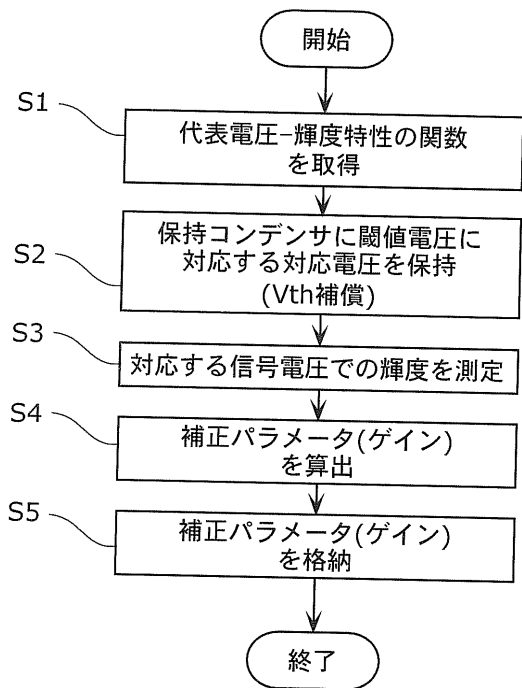 開始
S1
代表電圧-輝度特性の関数
を取得
S2
保持コンデンサに閾値電圧に
対応する対応電圧を保持
(Vth補償)
S3
対応する信号電圧での輝度を測定
S4
補正パラメータ(ゲイン)
を算出
S5
補正パラメータ(ゲイン)
を格納
終了